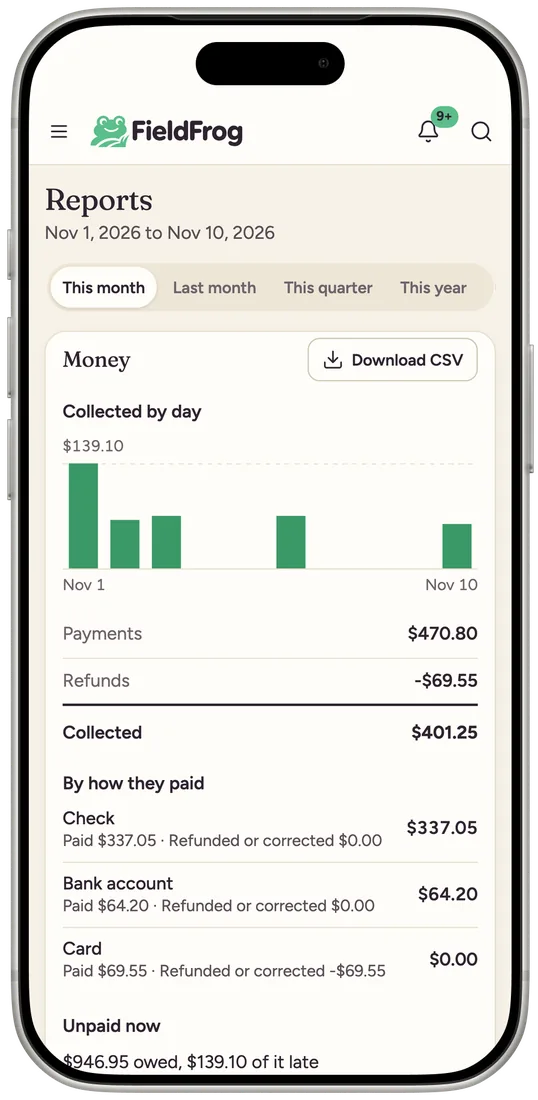 FieldFrog
9+
Reports
Nov 1, 2026 to Nov 10, 2026
This month Last month This quarter This year
Money
Download CSV
Collected by day
$139.10
Nov 1 Nov 10
Payments $470.80
Refunds -$69.55
Collected $401.25
By how they paid
Check
Paid $337.05 · Refunded or corrected $0.00
$337.05
Bank account
Paid $64.20 · Refunded or corrected $0.00
$64.20
Card
Paid $69.55 · Refunded or corrected -$69.55
$0.00
Unpaid now
$946.95 owed, $139.10 of it late